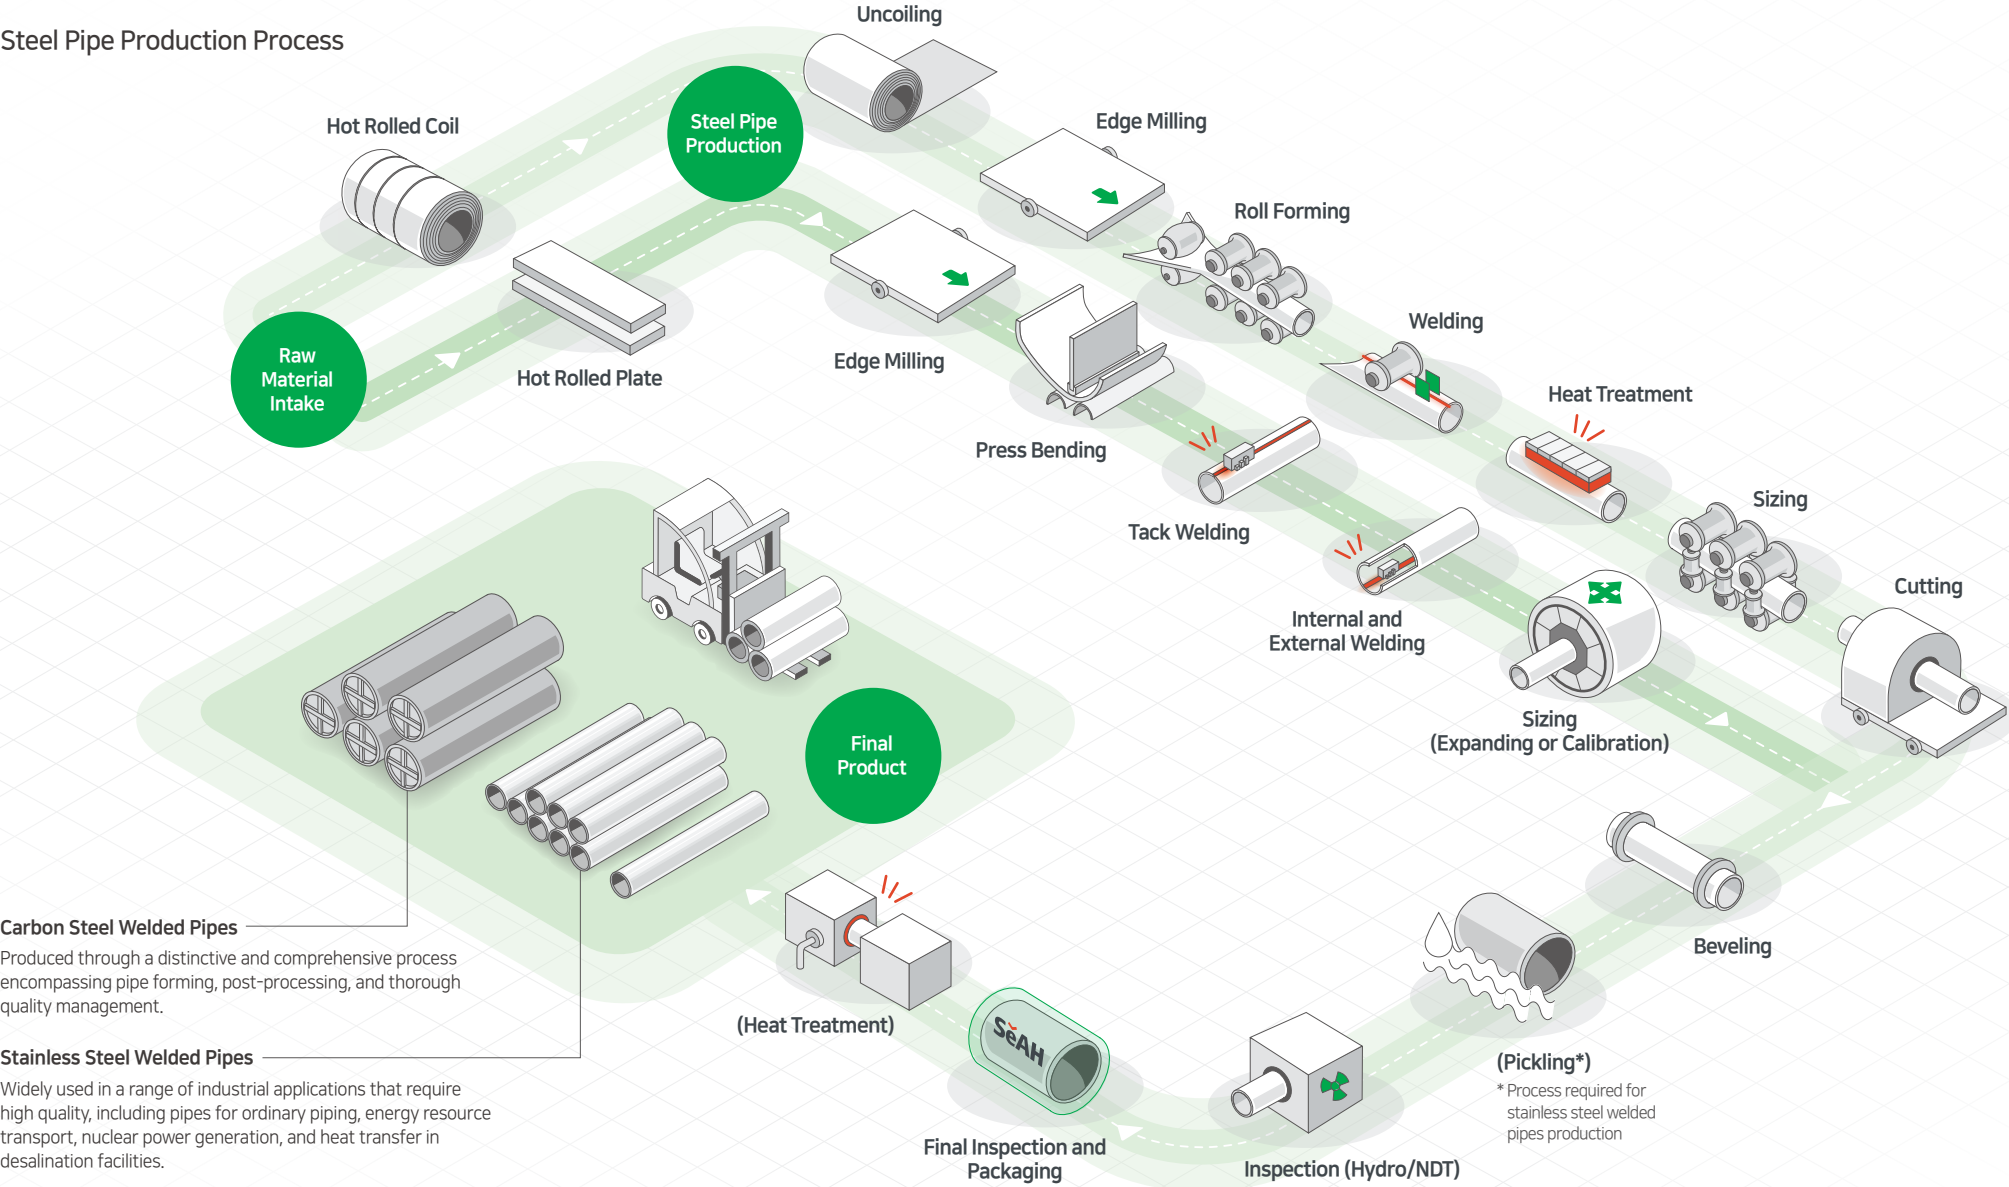 Steel Pipe Production Process
Uncoiling
Hot Rolled Coil
Steel Pipe
Production
Edge Milling
Roll Forming
Welding
Heat Treatment
Sizing
Cutting
Raw
Material
Intake
Hot Rolled Plate
Edge Milling
Press Bending
Tack Welding
Internal and
External Welding
Sizing
(Expanding or Calibration)
Beveling
(Pickling*)
* Process required for
stainless steel welded
pipes production
Inspection (Hydro/NDT)
SeAH
Final Inspection and
Packaging
(Heat Treatment)
Final
Product
Carbon Steel Welded Pipes
Produced through a distinctive and comprehensive process
encompassing pipe forming, post-processing, and thorough
quality management.
Stainless Steel Welded Pipes
Widely used in a range of industrial applications that require
high quality, including pipes for ordinary piping, energy resource
transport, nuclear power generation, and heat transfer in
desalination facilities.